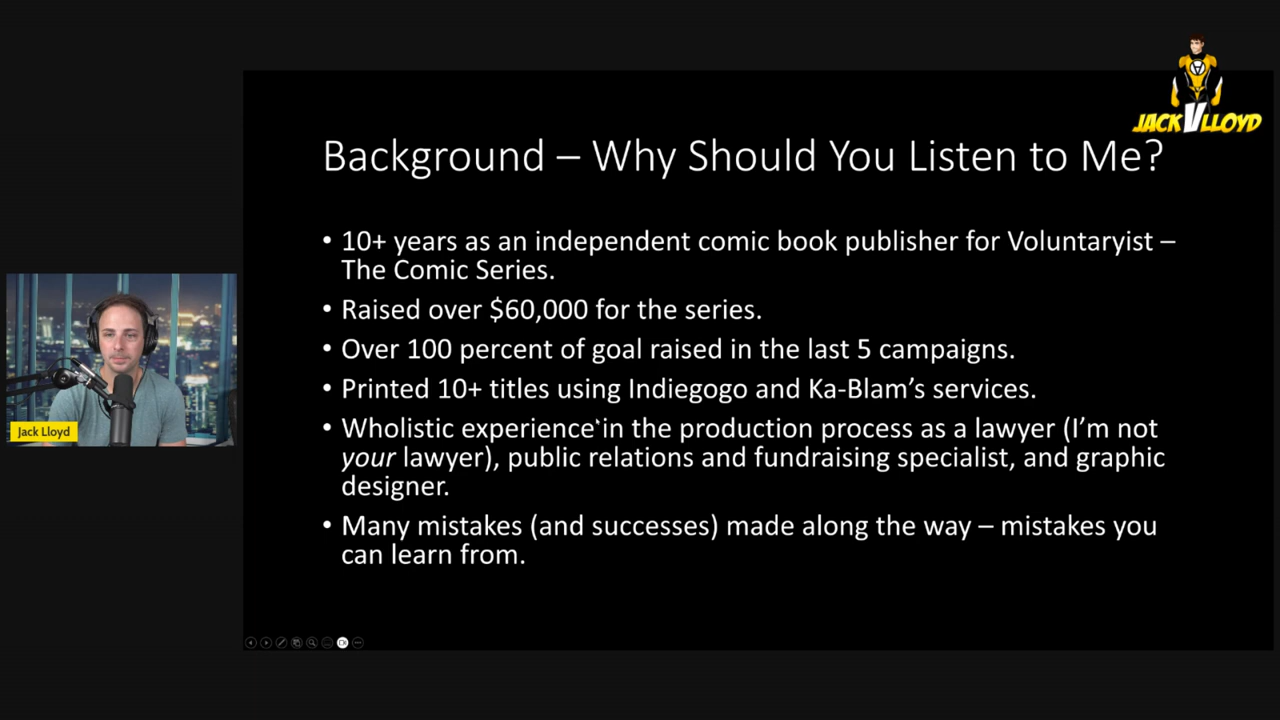 JACK V LLOYD
Background – Why Should You Listen to Me?
• 10+ years as an independent comic book publisher for Voluntaryist –
The Comic Series.
• Raised over $60,000 for the series.
• Over 100 percent of goal raised in the last 5 campaigns.
• Printed 10+ titles using Indiegogo and Ka-Blam’s services.
• Wholistic experience in the production process as a lawyer (I’m not
your lawyer), public relations and fundraising specialist, and graphic
designer.
• Many mistakes (and successes) made along the way – mistakes you
can learn from.
Jack Lloyd